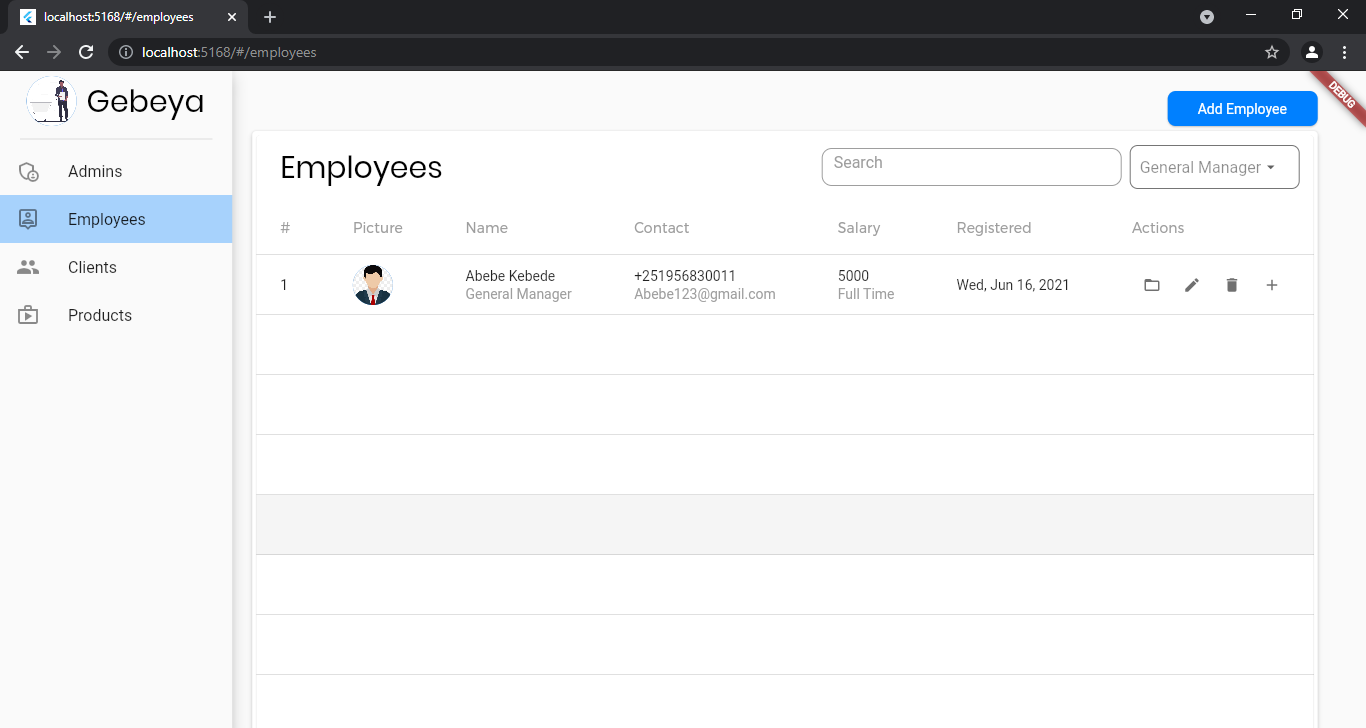 localhost:5168/#/employees
localhost:5168/#/employees
DEBUG
Gebeya
Add Employee
Admins
Employees
Clients
Products
Employees
Search
General Manager
# Picture Name Contact Salary Registered Actions
1 Abebe Kebede +251956830011 5000 Wed, Jun 16, 2021
General Manager Abebe123@gmail.com Full Time